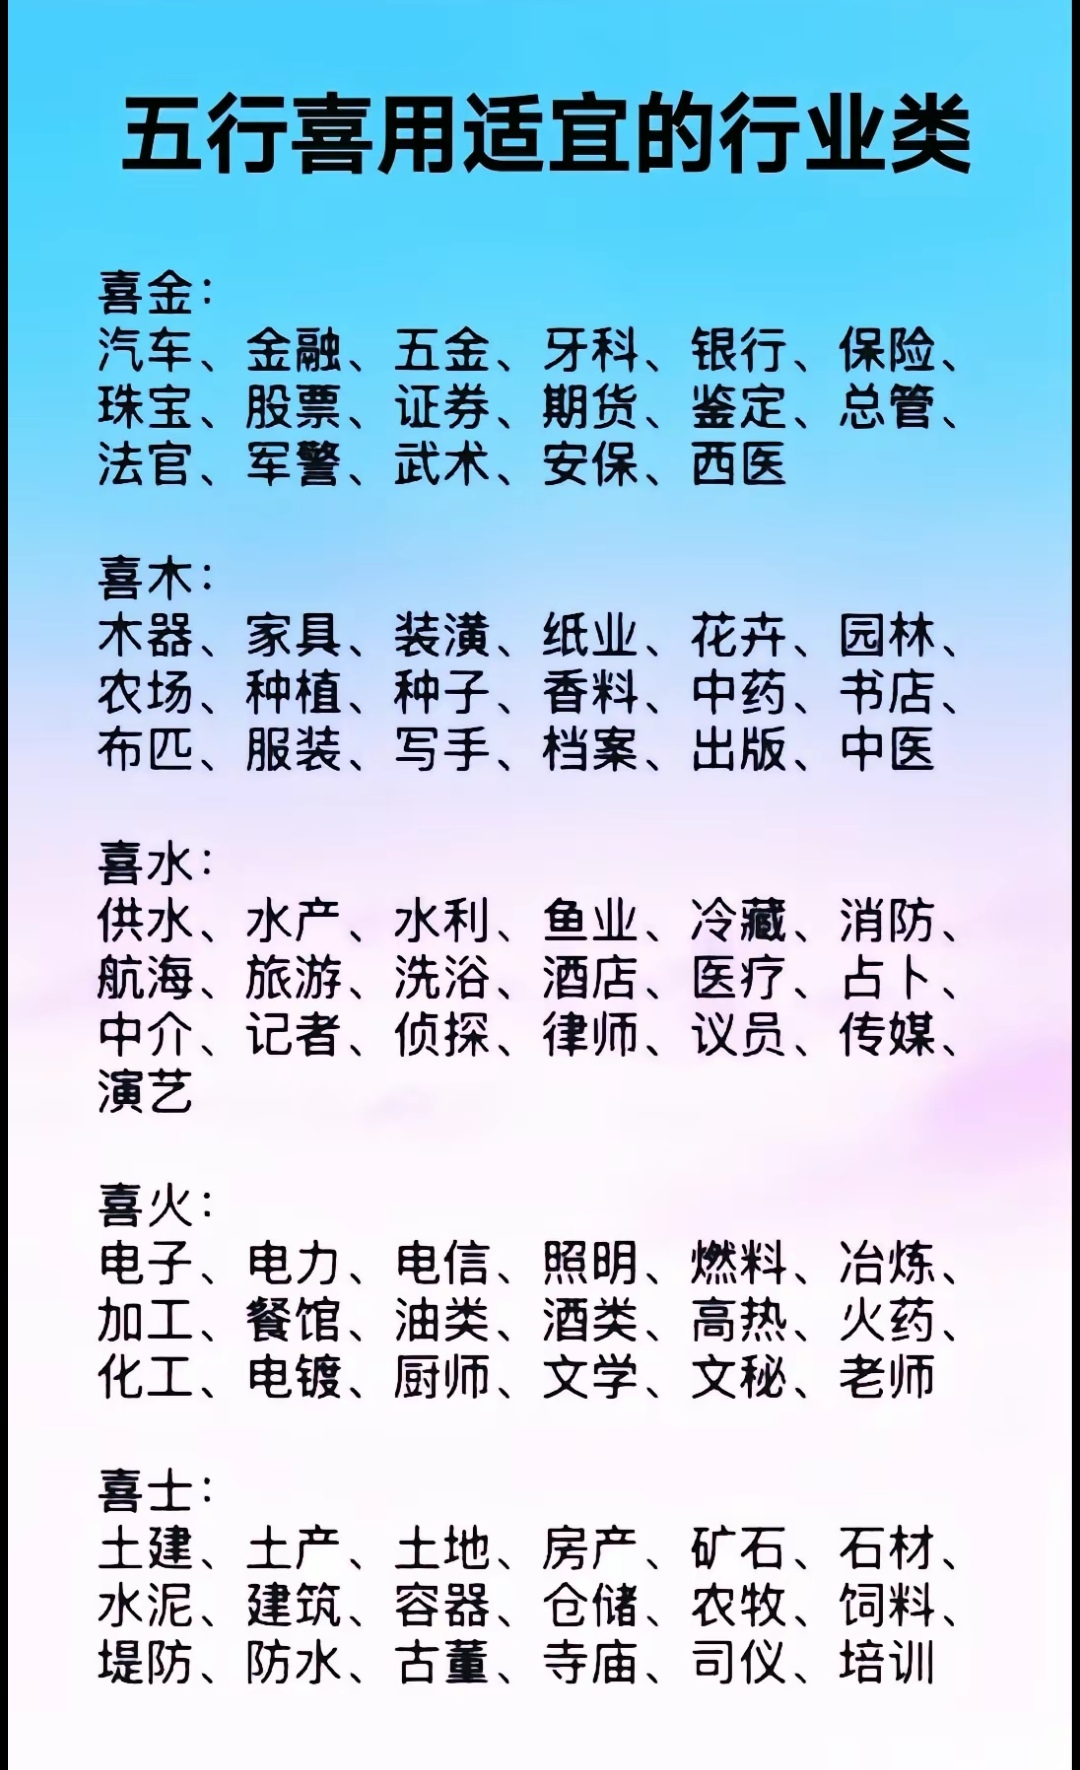 五行喜用适宜的行业类
喜金：
汽车、金融、五金、牙科、银行、保险、
珠宝、股票、证券、期货、鉴定、总管、
法官、军警、武术、安保、西医
喜木：
木器、家具、装潢、纸业、花卉、园林、
农场、种植、种子、香料、中药、书店、
布匹、服装、写手、档案、出版、中医
喜水：
供水、水产、水利、鱼业、冷藏、消防、
航海、旅游、洗浴、酒店、医疗、占卜、
中介、记者、侦探、律师、议员、传媒、
演艺
喜火：
电子、电力、电信、照明、燃料、冶炼、
加工、餐馆、油类、酒类、高热、火药、
化工、电镀、厨师、文学、文秘、老师
喜士：
土建、土产、土地、房产、矿石、石材、
水泥、建筑、容器、仓储、农牧、饲料、
堤防、防水、古董、寺庙、司仪、培训